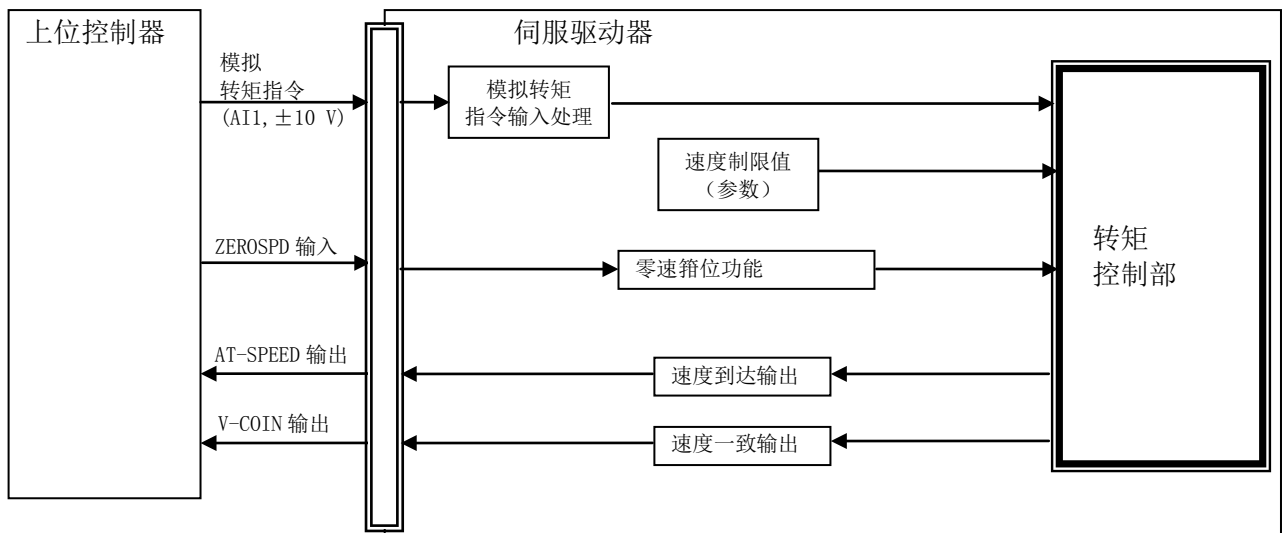 上位控制器
伺服驱动器
模拟
转矩指令
(AI1,±10 V)
模拟转矩
指令输入处理
速度制限值
（参数）
ZEROSPD 输入
零速箝位功能
转矩
控制部
AT-SPEED 输出
速度到达输出
V-COIN 输出
速度一致输出